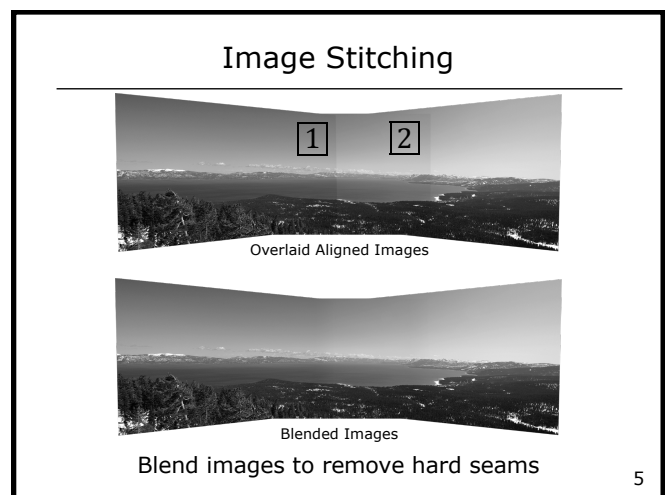 Image Stitching
1 2
Overlaid Aligned Images
Blended Images
Blend images to remove hard seams
5